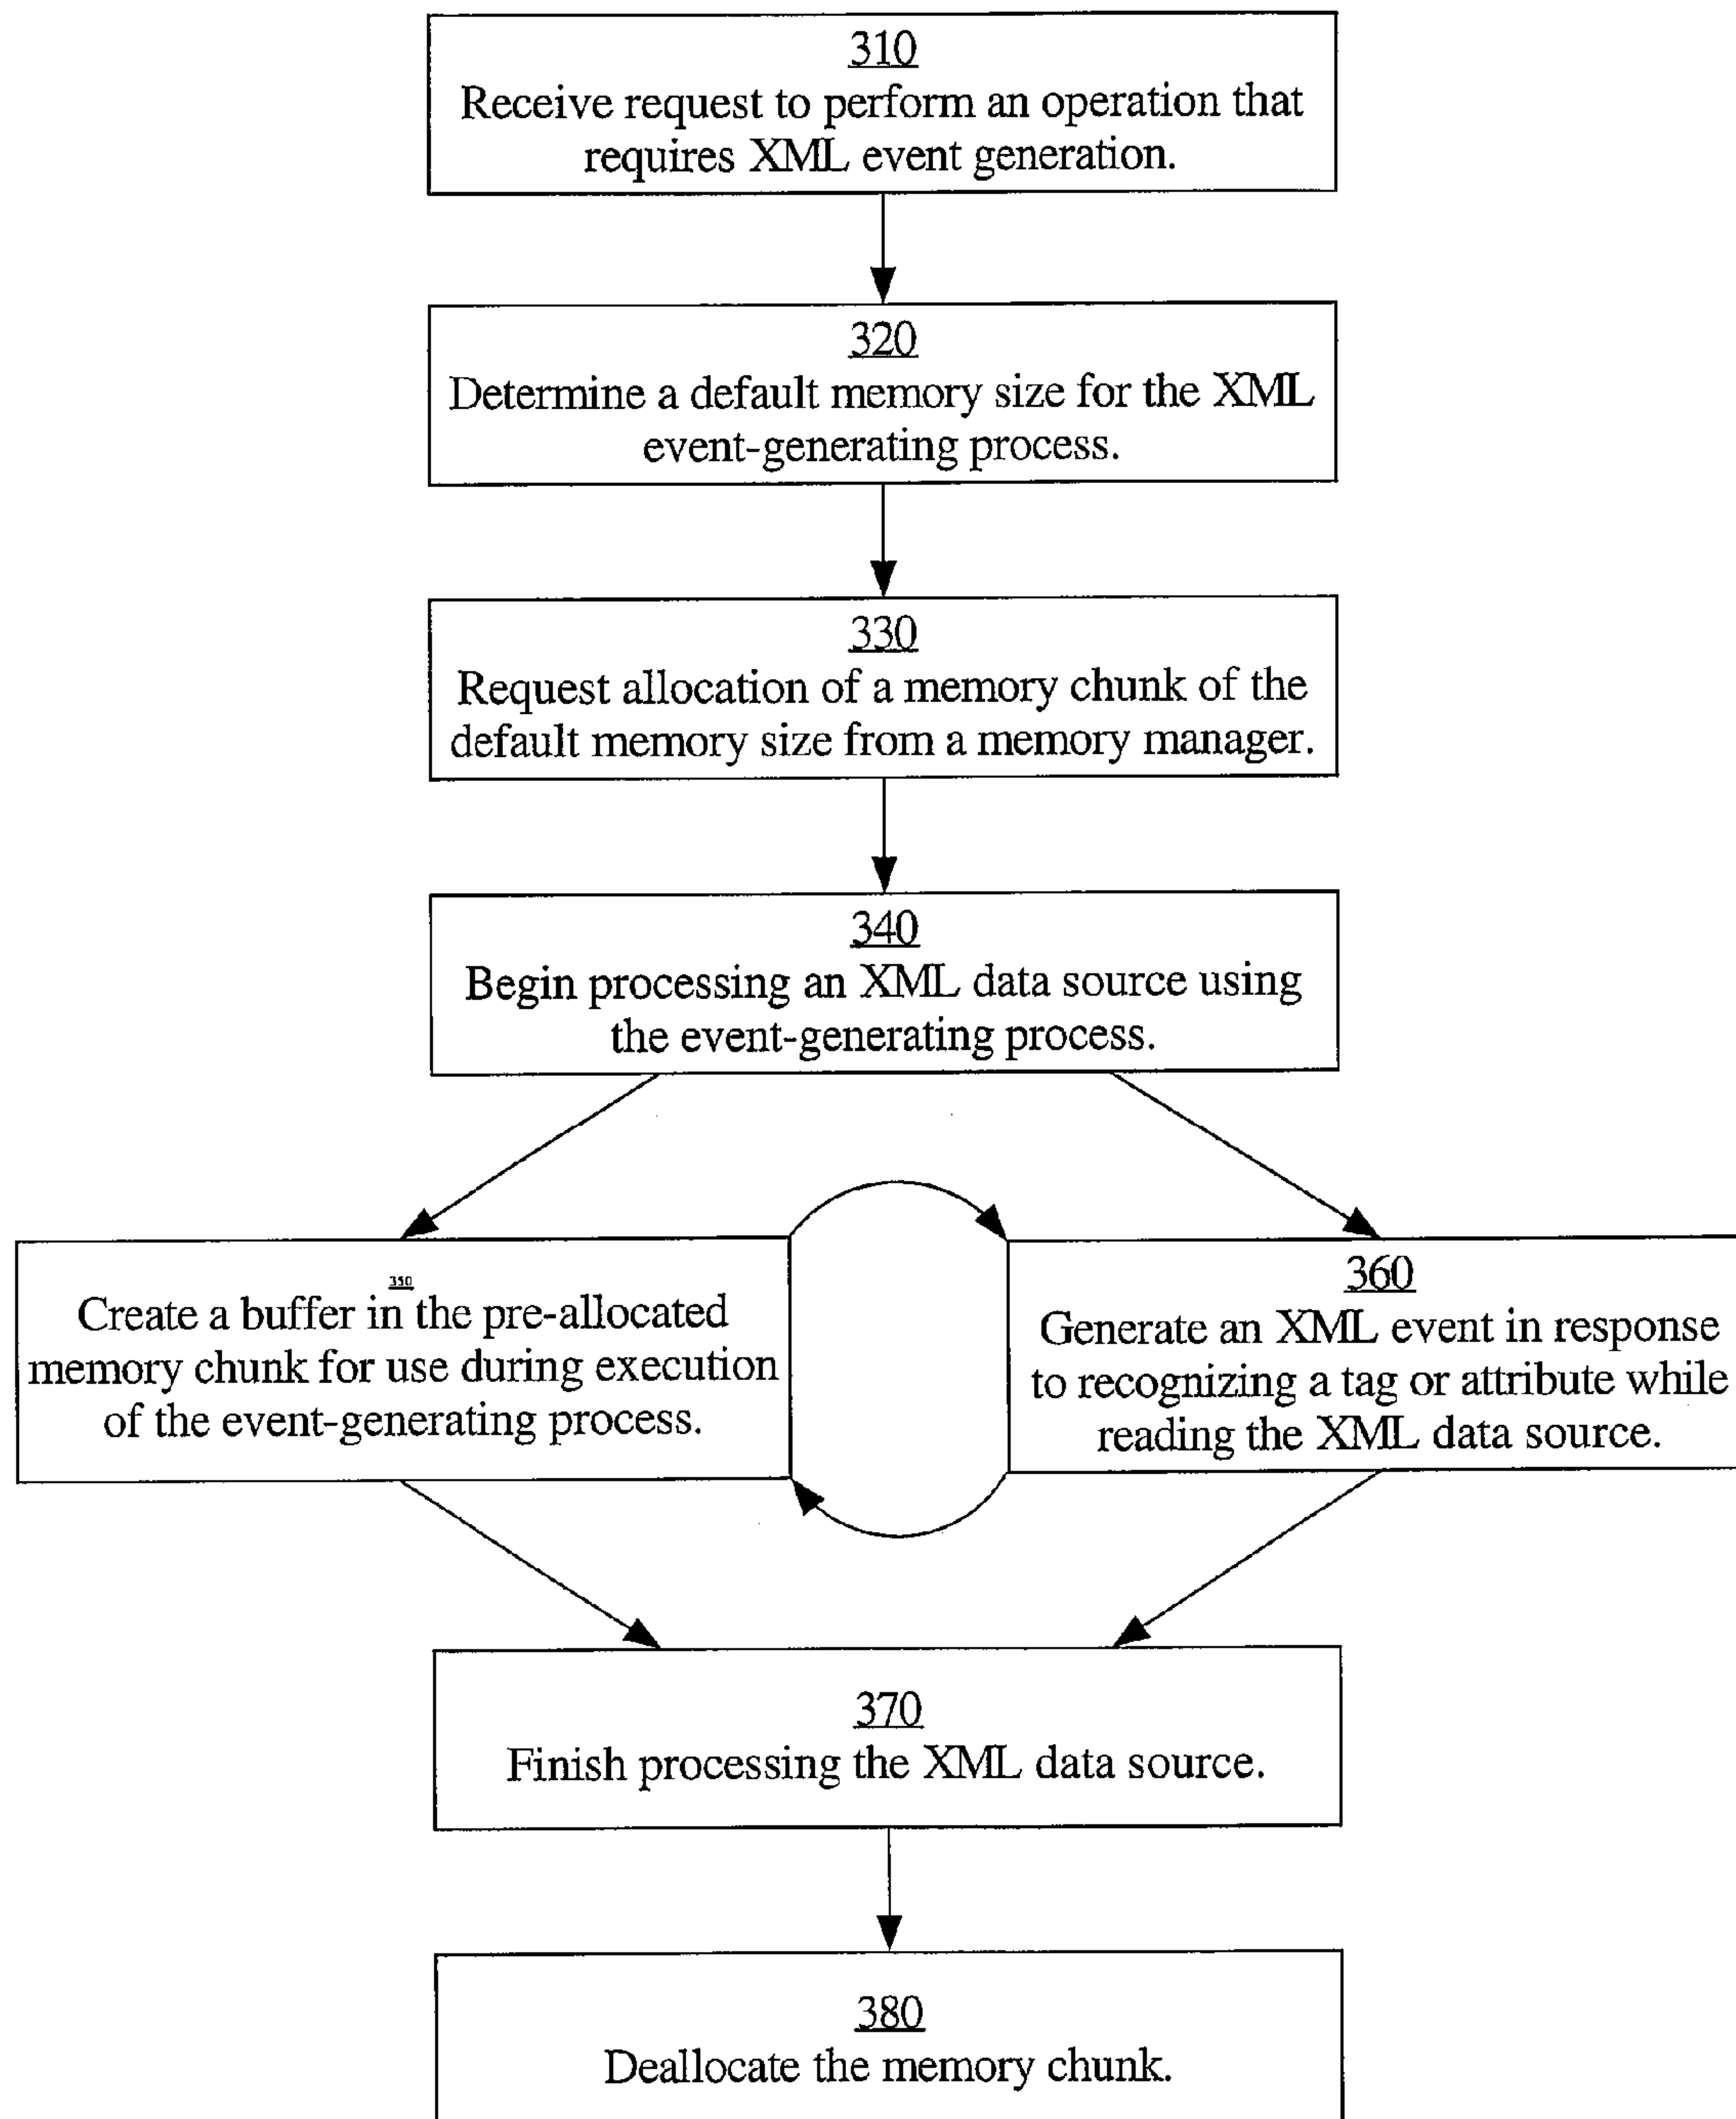 310
Receive request to perform an operation that
requires XML event generation.
320
Determine a default memory size for the XML
event-generating process.
330
Request allocation of a memory chunk of the
default memory size from a memory manager.
340
Begin processing an XML data source using
the event-generating process.
350
Create a buffer in the pre-allocated
memory chunk for use during execution
of the event-generating process.
360
Generate an XML event in response
to recognizing a tag or attribute while
reading the XML data source.
370
Finish processing the XML data source.
380
Deallocate the memory chunk.